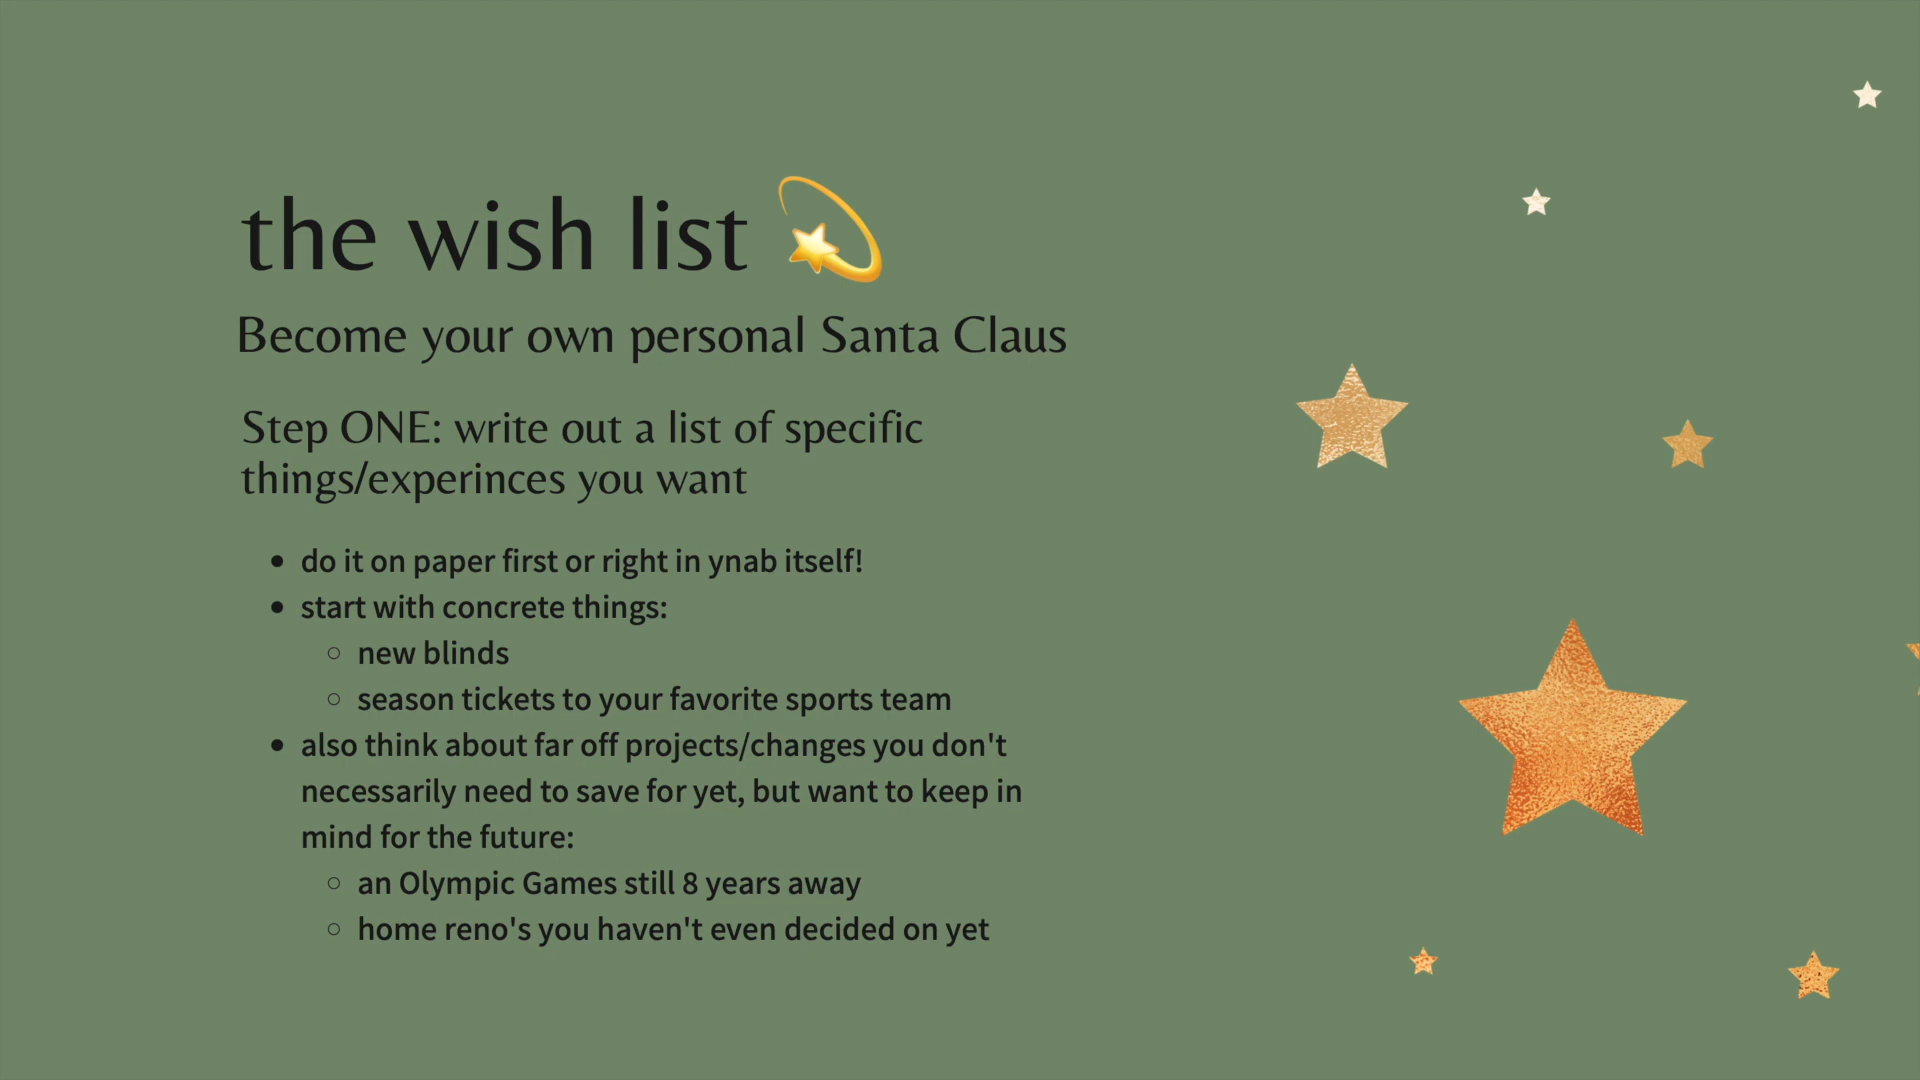 the wish list
Become your own personal Santa Claus
Step ONE: write out a list of specific
things/experinces you want
• do it on paper first or right in ynab itself!
• start with concrete things:
○ new blinds
○ season tickets to your favorite sports team
• also think about far off projects/changes you don't
necessarily need to save for yet, but want to keep in
mind for the future:
○ an Olympic Games still 8 years away
○ home reno's you haven't even decided on yet